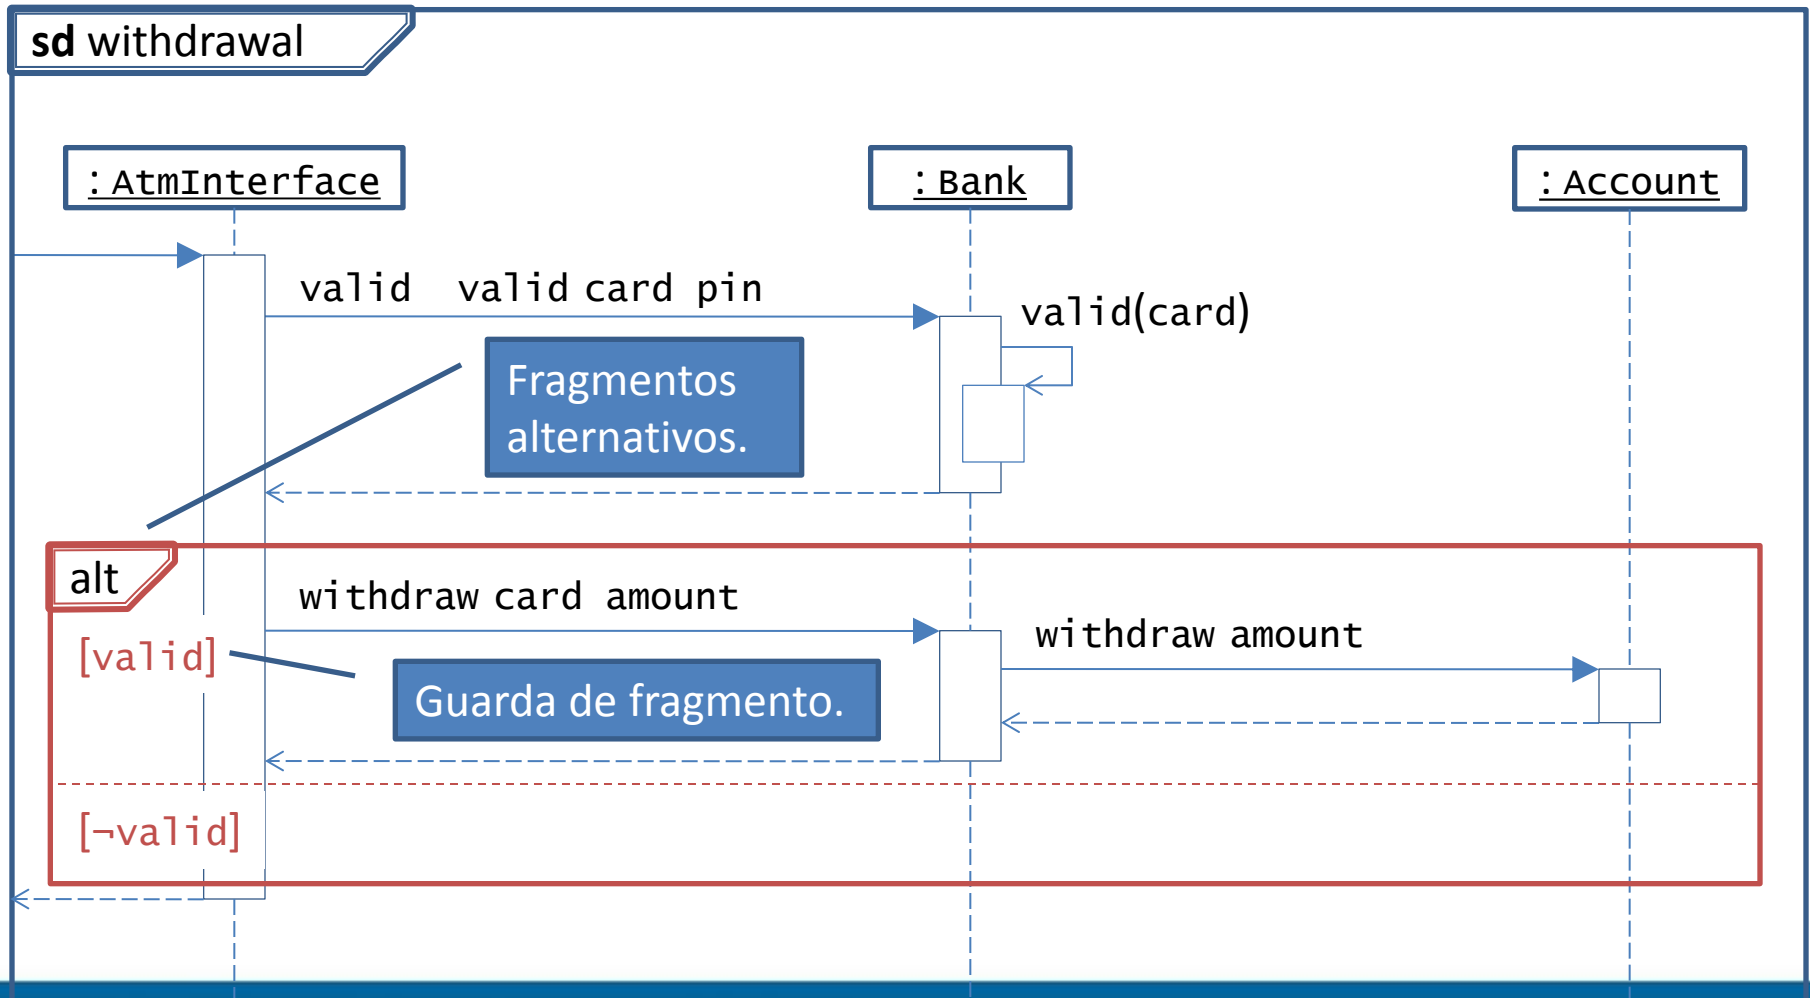 sd withdrawal
: AtmInterface
: Bank
: Account
valid valid card pin
valid(card)
Fragmentos
alternativos.
alt
withdraw card amount
withdraw amount
[valid]
Guarda de fragmento.
[¬valid]